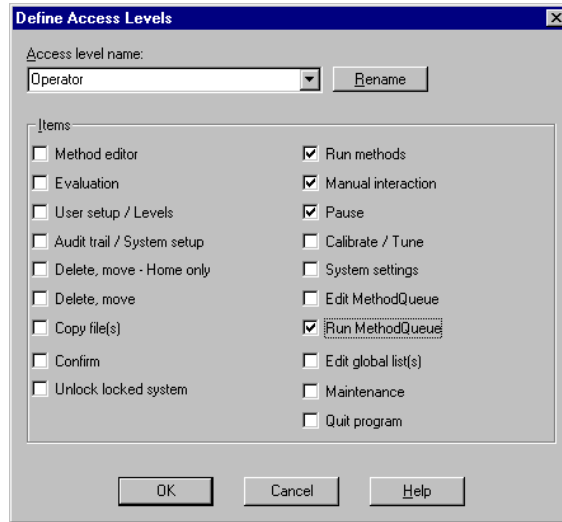 Define Access Levels
Access level name:
Operator
Rename
Items
Method editor
Evaluation
User setup / Levels
Audit trail / System setup
Delete, move - Home only
Delete, move
Copy file(s)
Confirm
Unlock locked system
Run methods
Manual interaction
Pause
Calibrate / Tune
System settings
Edit MethodQueue
Run MethodQueue
Edit global list(s)
Maintenance
Quit program
OK
Cancel
Help